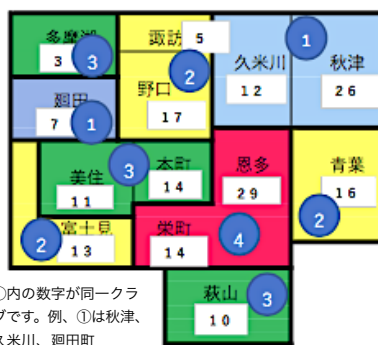 多摩湖
3
3
諏訪
5
1
久米川
12
秋津
26
2
野口
17
廻田
7
1
本町
14
3
美住
11
恩多
29
青葉
16
2
2
富士見
13
栄町
14
4
萩山
10
3
○内の数字が同一クラ
ブです。例、①は秋津、
久米川、廻田町